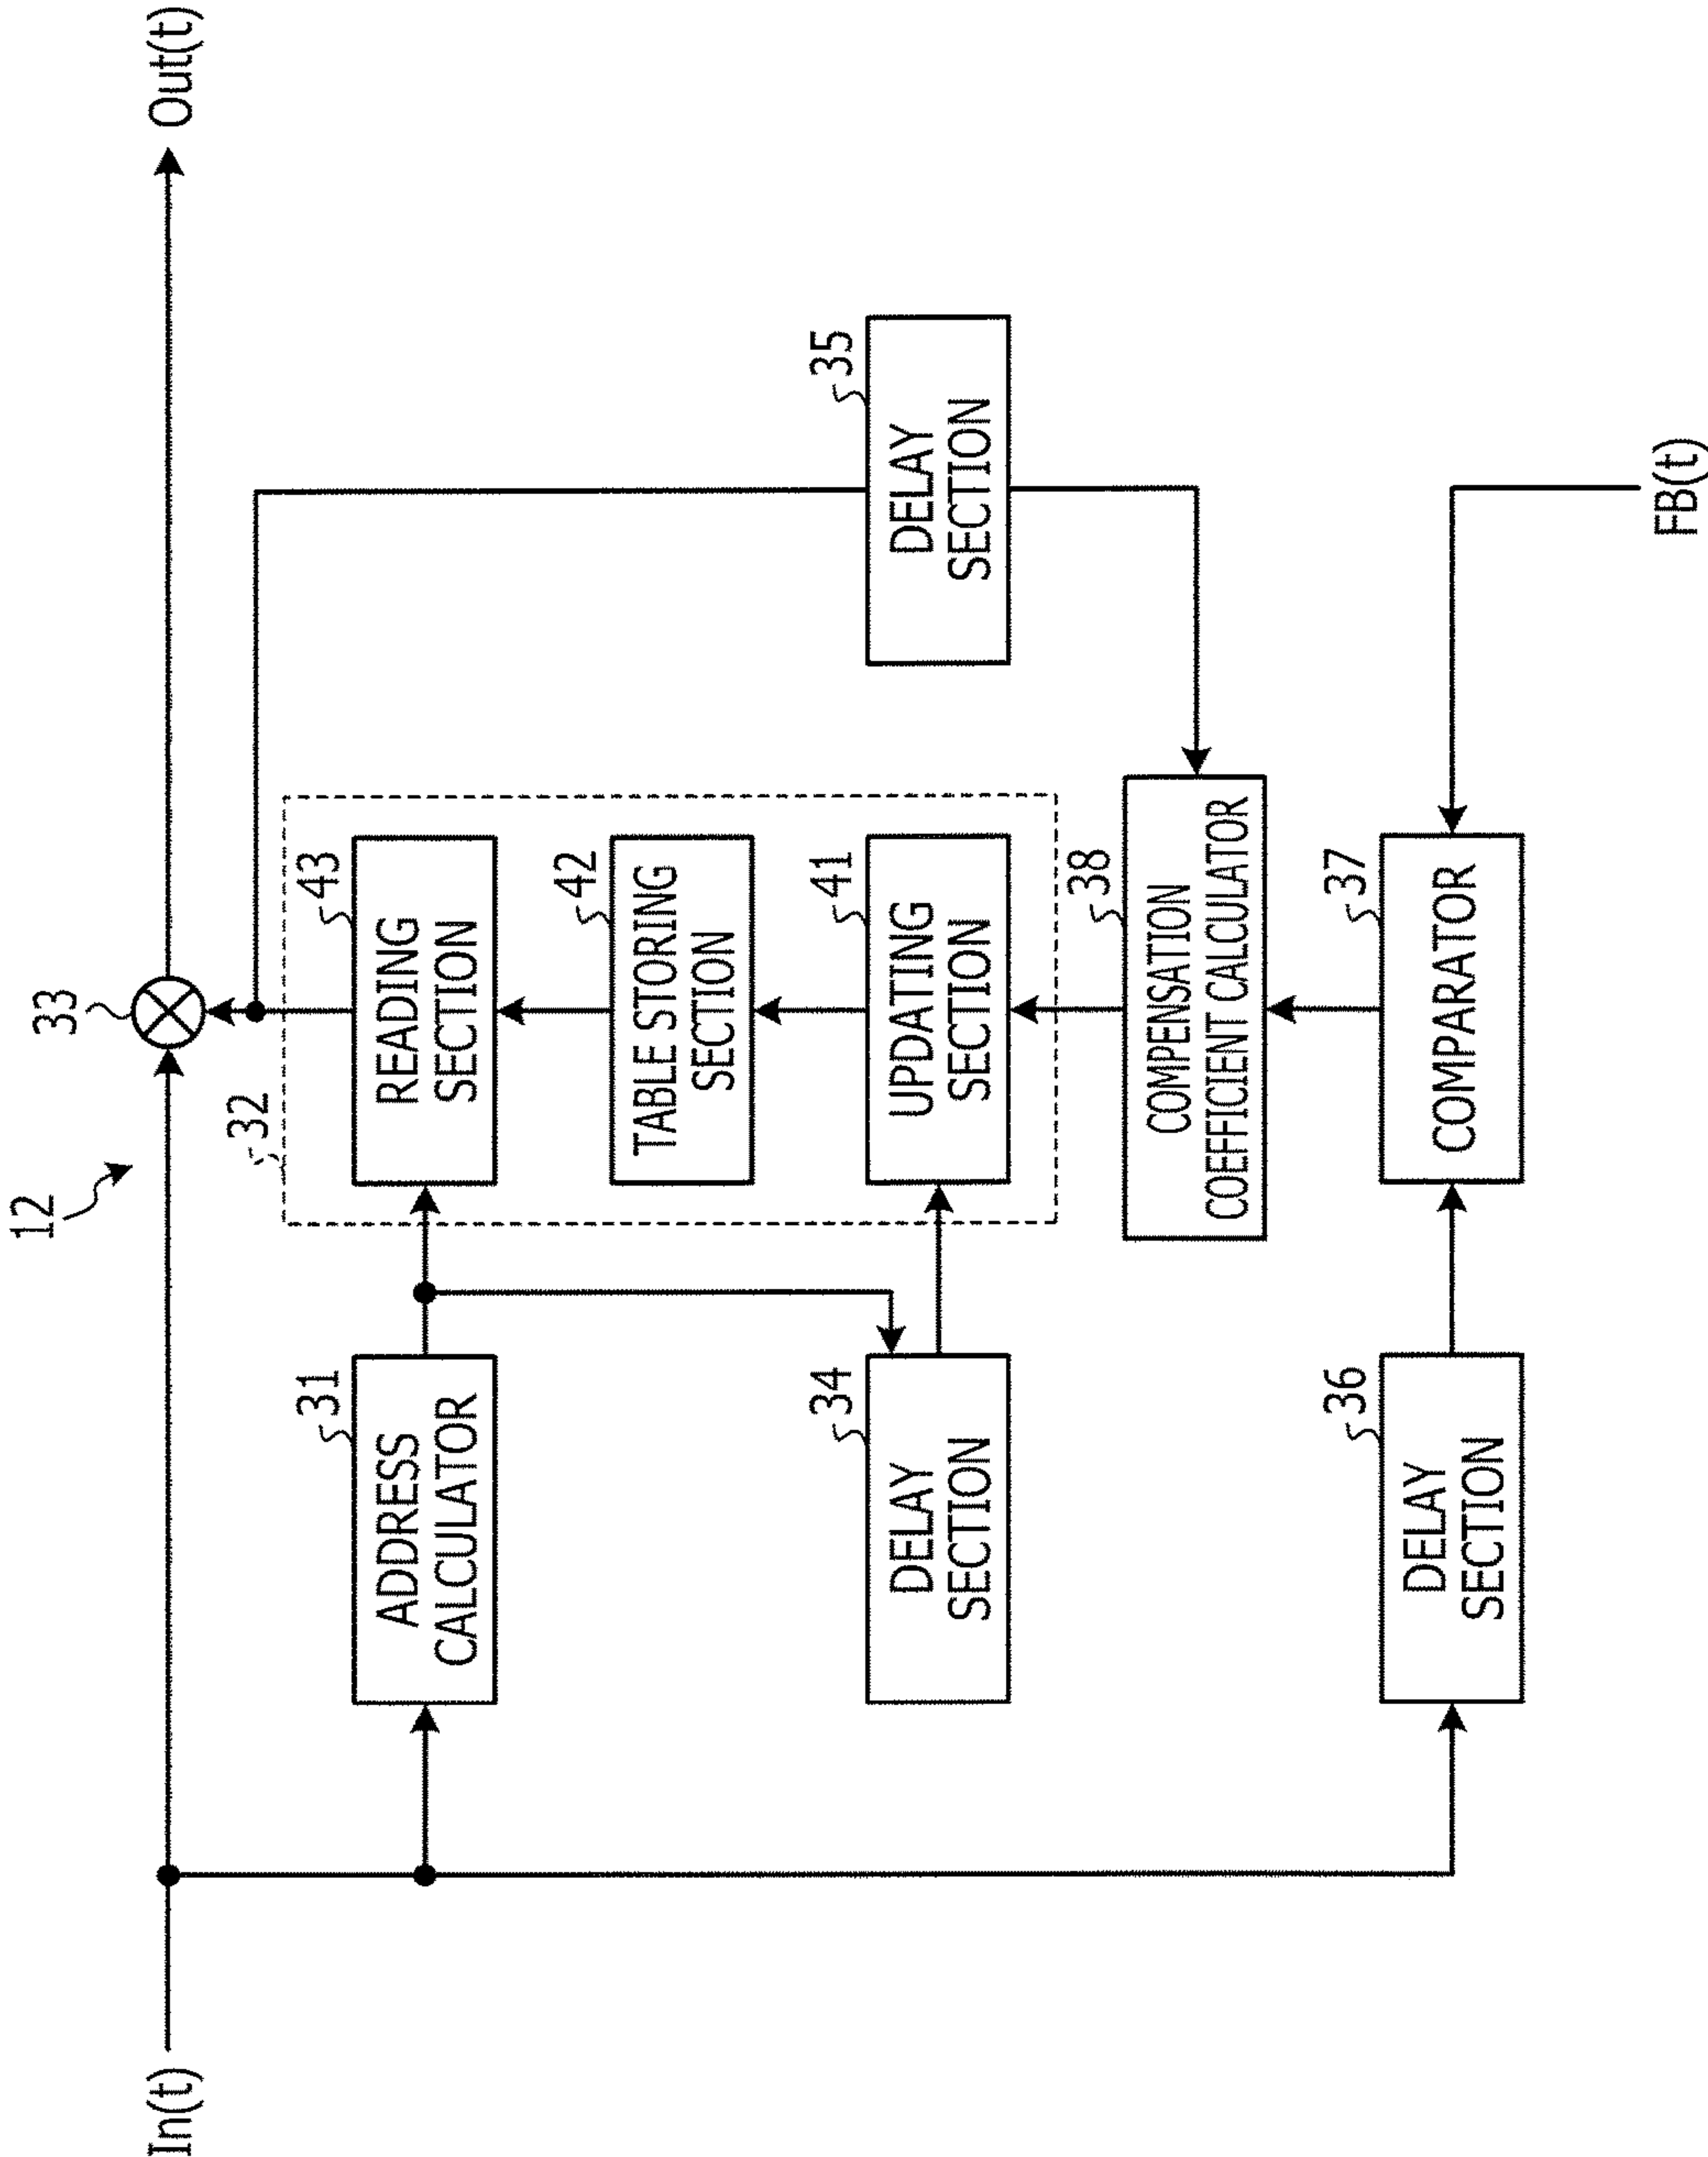 12
In(t)
33
Out(t)
32
31
ADDRESS
CALCULATOR
43
READING
SECTION
42
TABLE STORING
SECTION
34
DELAY
SECTION
41
UPDATING
SECTION
35
DELAY
SECTION
38
COMPENSATION
COEFFICIENT CALCULATOR
36
DELAY
SECTION
37
COMPARATOR
FB(t)